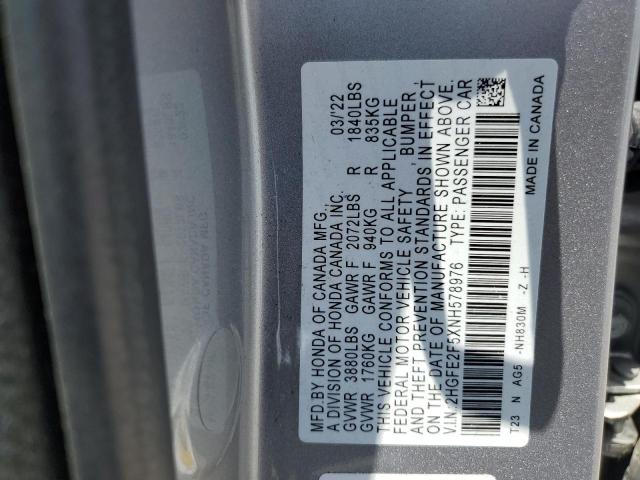 MFD.BY HONDA OF CANADA MFG. 03/'22
A DIVISION OF HONDA CANADA INC.
GVWR 3880LBS GAWR F 2072LBS R 1840LBS
GVWR 1760KG GAWR F 940KG R 835KG
THIS VEHICLE CONFORMS TO ALL APPLICABLE
FEDERAL MOTOR VEHICLE SAFETY , BUMPER ,
AND THEFT PREVENTION STANDARDS IN EFFECT
ON THE DATE OF MANUFACTURE SHOWN ABOVE.
V.I.N. 2HGFE2F5XNH578976 TYPE: PASSENGER CAR
T23 N AG5 -NH830M -Z -H MADE IN CANADA